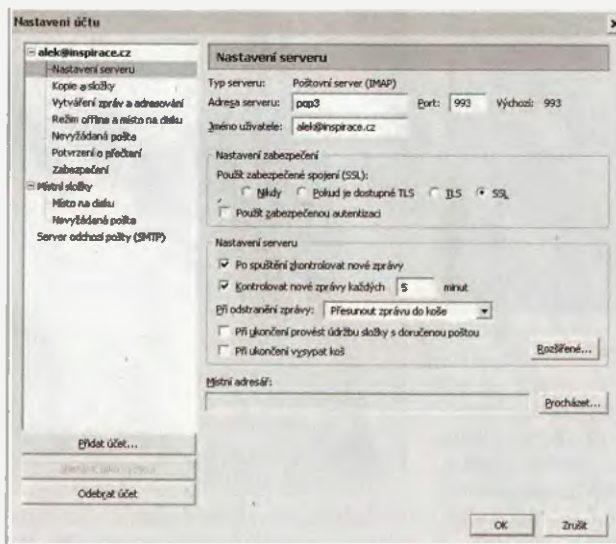 Nastavení účtu
alek@inspirace.cz
Nastavení serveru
Kopie a složky
Vytváření zpráv a adresování
Režim offline a místo na disku
Nevyžádaná pošta
Potvrzení o přečtení
Zabezpečení
Místní složky
Místo na disku
Nevyžádaná pošta
Server odchozí pošty (SMTP)
Přidat účet...
Odebrat účet
Nastavení serveru
Typ serveru: Poštovní server (IMAP)
Adresa serveru: pop3 Port: 993 Výchozí: 993
Jméno uživatele: alek@inspirace.cz
Nastavení zabezpečení
Použít zabezpečené spojení (SSL):
Nikdy Pokud je dostupné TLS TLS SSL
Použít zabezpečenou autentizaci
Nastavení serveru
Po spuštění zkontrolovat nové zprávy
Kontrolovat nové zprávy každých 5 minut
Při odstranění zprávy: Přesunout zprávu do koše
Při ukončení provést údržbu složky s doručenou poštou
Při ukončení vysypat koš
Rozšířené...
Místní adresář:
Procházet...
OK Zrušit